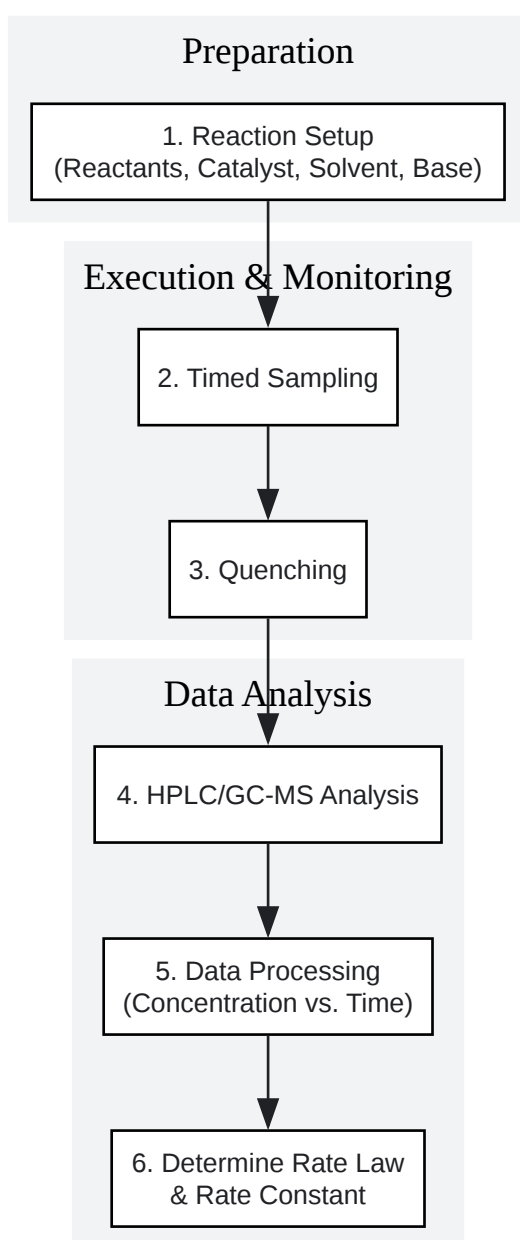 Preparation
1. Reaction Setup
(Reactants, Catalyst, Solvent, Base)
Execution & Monitoring
2. Timed Sampling
3. Quenching
Data Analysis
4. HPLC/GC-MS Analysis
5. Data Processing
(Concentration vs. Time)
6. Determine Rate Law
& Rate Constant